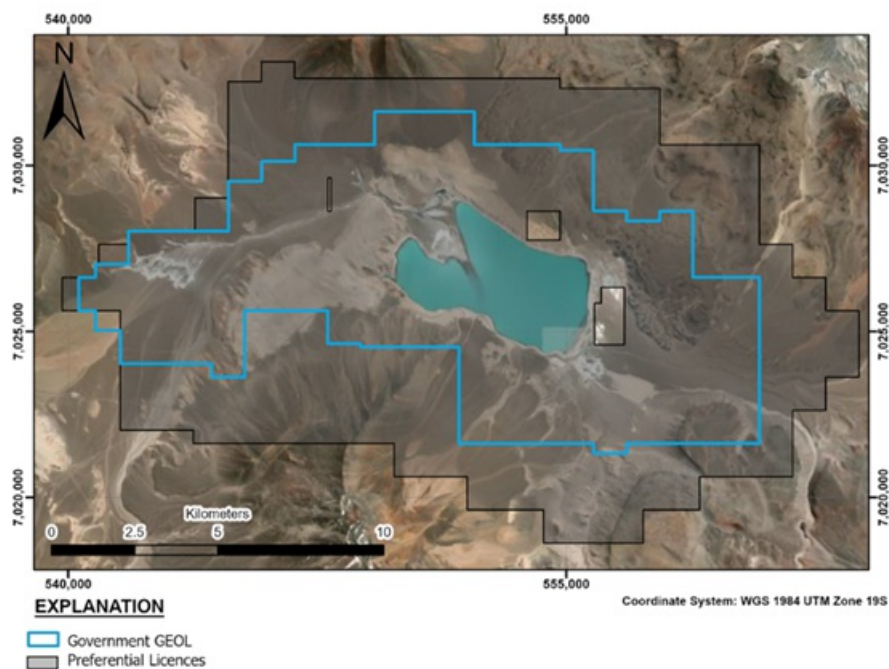 540,000 555,000
N
7,030,000 7,030,000
7,025,000 7,025,000
7,020,000 7,020,000
Kilometers
0 2.5 5 10
540,000 555,000
EXPLANATION
Coordinate System: WGS 1984 UTM Zone 19S
Government GEOL
Preferential Licences